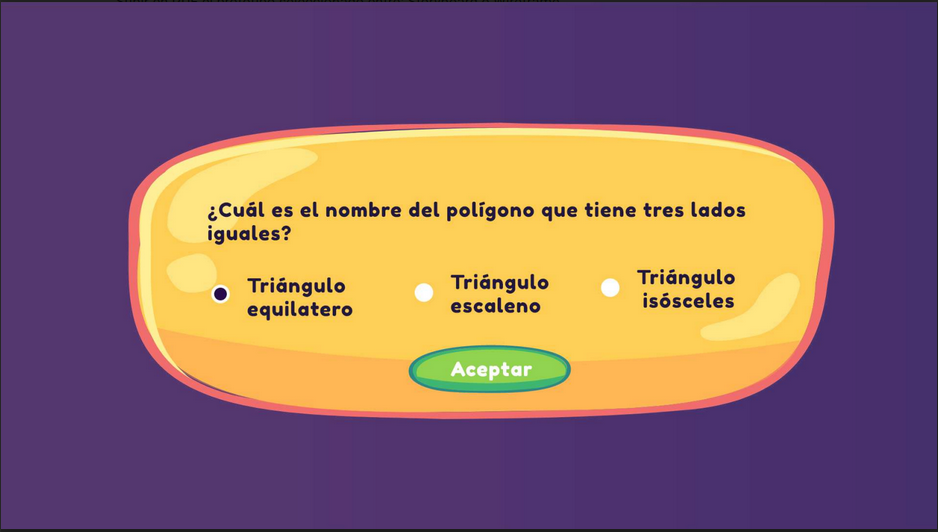 ¿Cuál es el nombre del polígono que tiene tres lados
iguales?
Triángulo
equilatero
Triángulo
escaleno
Triángulo
isósceles
Aceptar